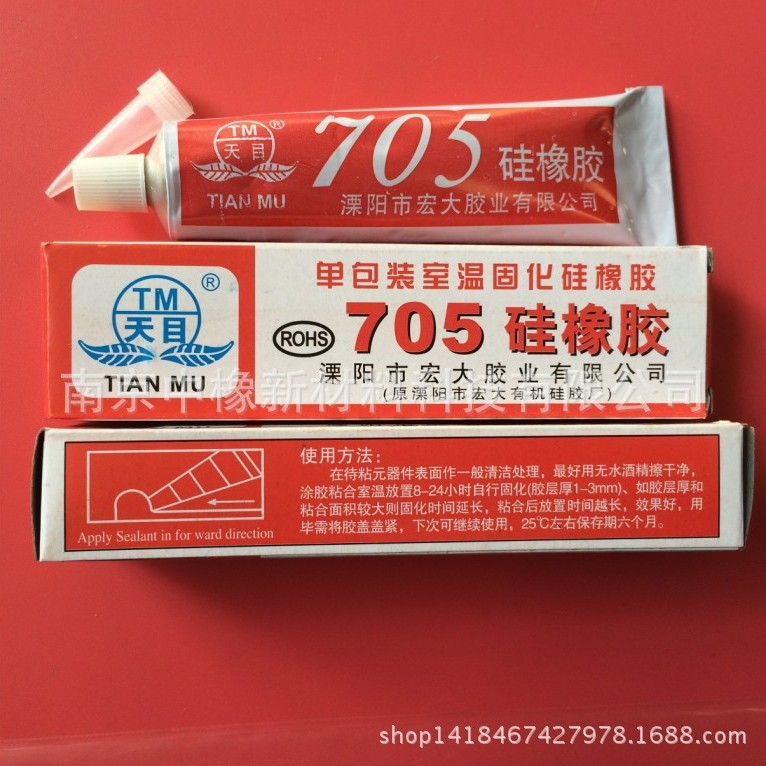 TM
®
天目
TIAN MU
705 硅橡胶
溧阳市宏大胶业有限公司
TM
®
天目
TIAN MU
单包装室温固化硅橡胶
ROHS
705 硅橡胶
溧阳市宏大胶业有限公司
(原溧阳市宏大有机硅胶厂)
南京中橡新材料科技有限公司
使用方法:
在待粘元器件表面作一般清洁处理，最好用无水酒精擦干净，
涂胶粘合室温放置8-24小时自行固化(胶层厚1-3mm)、如胶层厚和
粘合面积较大则固化时间延长，粘合后放置时间越长，效果好，用
毕需将胶盖盖紧，下次可继续使用，25℃左右保存期六个月。
Apply Sealant in for ward direction
shop1418467427978.1688.com